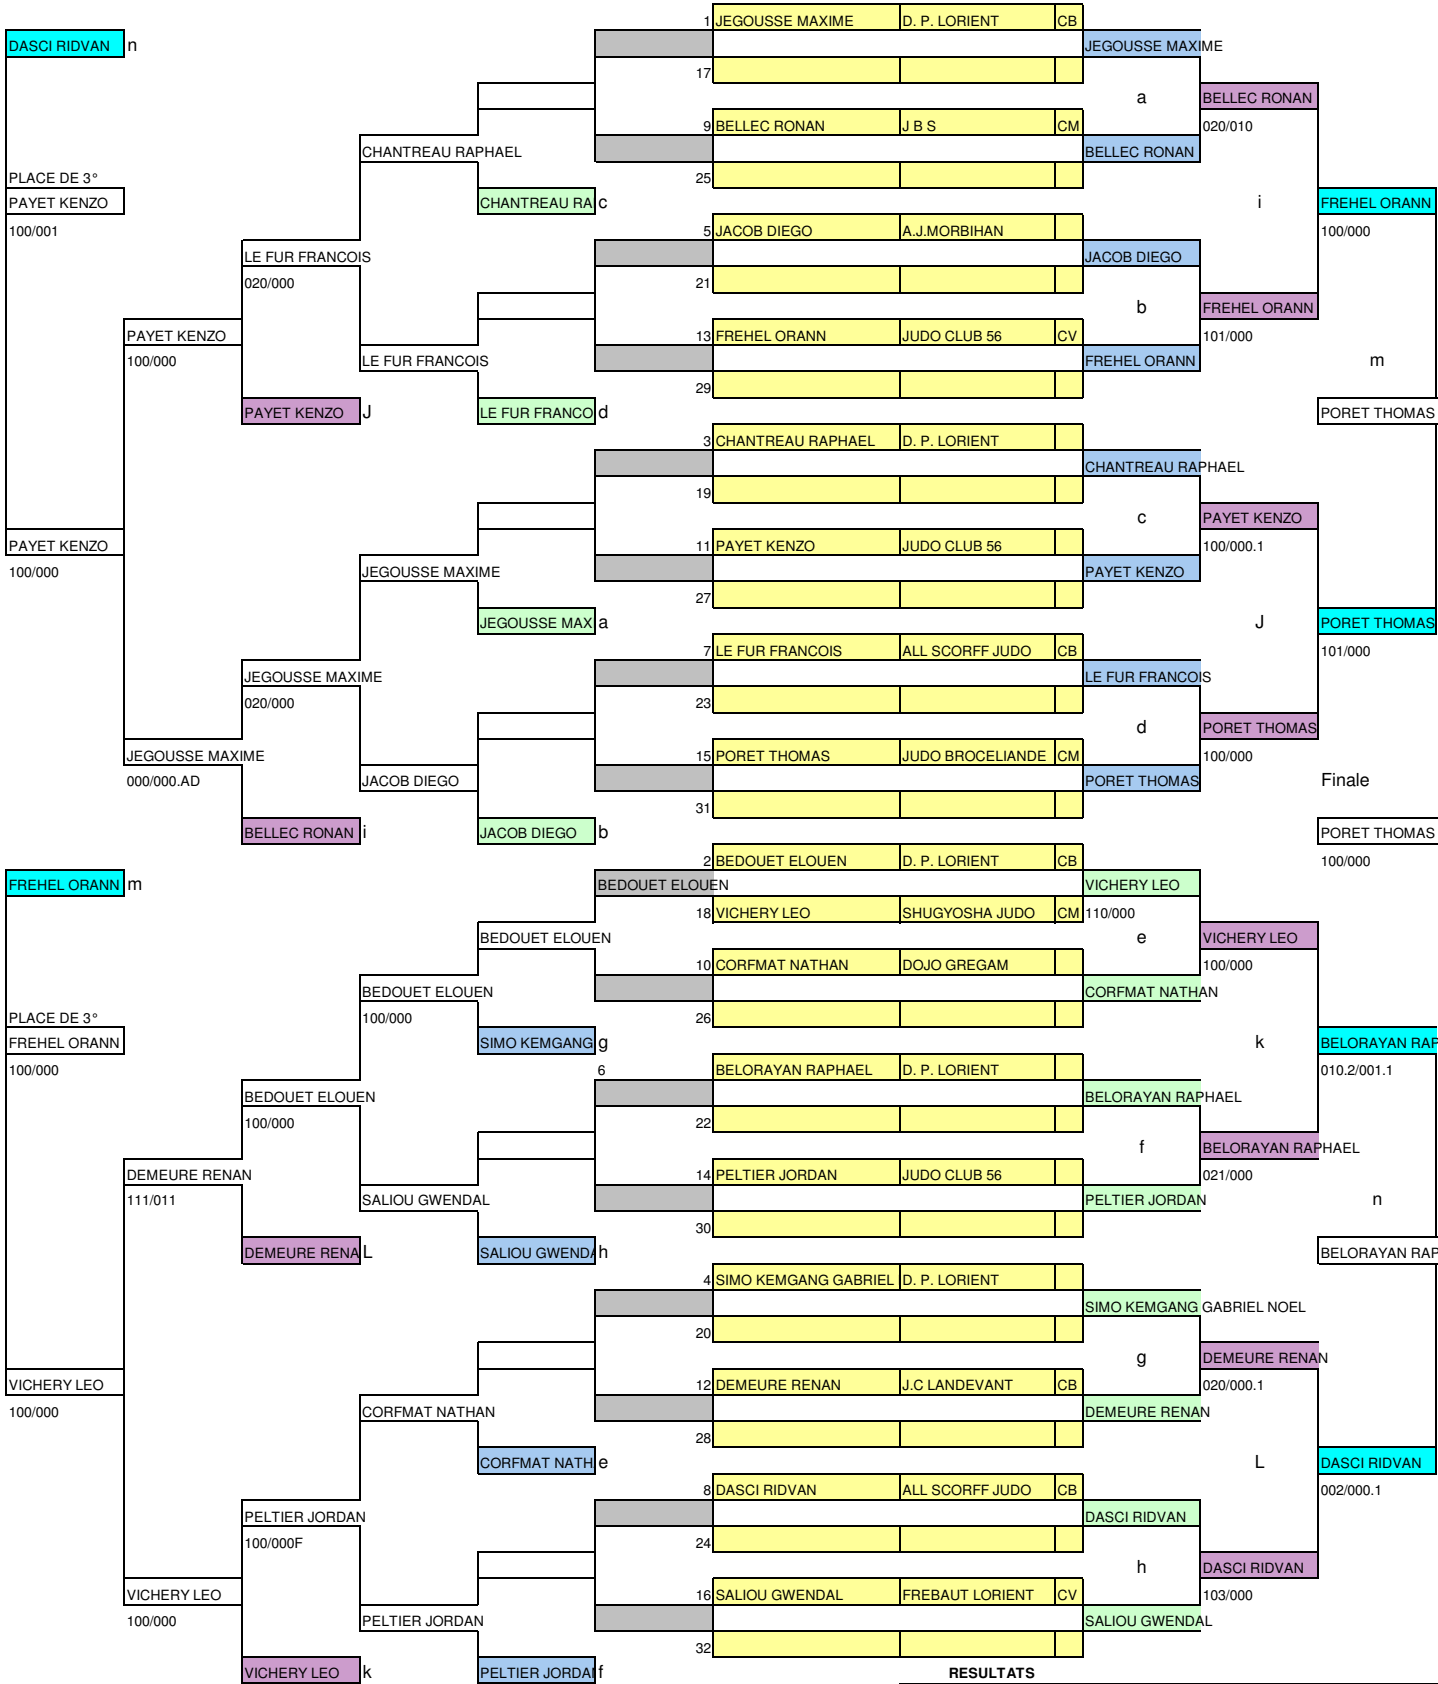 1 JEGOUSSE MAXIME D. P. LORIENT CB
DASCI RIDVAN n JEGOUSSE MAXIME
17
a BELLEC RONAN
9 BELLEC RONAN J B S CM 020/010
CHANTREAU RAPHAEL BELLEC RONAN
PLACE DE 3° 25
PAYET KENZO CHANTREAU RA c i FREHEL ORANN
100/001 5 JACOB DIEGO A.J.MORBIHAN 100/000
LE FUR FRANCOIS JACOB DIEGO
020/000 21
b FREHEL ORANN
PAYET KENZO 13 FREHEL ORANN JUDO CLUB 56 CV 101/000
100/000 LE FUR FRANCOIS FREHEL ORANN m
29
PAYET KENZO J LE FUR FRANCO d PORET THOMAS
3 CHANTREAU RAPHAEL D. P. LORIENT
CHANTREAU RAPHAEL
19
c PAYET KENZO
PAYET KENZO 11 PAYET KENZO JUDO CLUB 56 100/000.1
100/000 JEGOUSSE MAXIME PAYET KENZO
27
JEGOUSSE MAX a J PORET THOMAS
7 LE FUR FRANCOIS ALL SCORFF JUDO CB 101/000
JEGOUSSE MAXIME LE FUR FRANCOIS
020/000 23
d PORET THOMAS
JEGOUSSE MAXIME 15 PORET THOMAS JUDO BROCELIANDE CM 100/000
000/000.AD JACOB DIEGO PORET THOMAS Finale
31
BELLEC RONAN i JACOB DIEGO b PORET THOMAS
2 BEDOUET ELOUEN D. P. LORIENT CB 100/000
FREHEL ORANN m BEDOUET ELOUEN VICHERY LEO
18 VICHERY LEO SHUGYOSHA JUDO CM 110/000
BEDOUET ELOUEN e VICHERY LEO
10 CORFMAT NATHAN DOJO GREGAM 100/000
BEDOUET ELOUEN CORFMAT NATHAN
PLACE DE 3° 100/000 26
FREHEL ORANN SIMO KEMGANG g k BELORAYAN RAP
100/000 6 BELORAYAN RAPHAEL D. P. LORIENT 010.2/001.1
BEDOUET ELOUEN BELORAYAN RAPHAEL
100/000 22
f BELORAYAN RAPHAEL
DEMEURE RENAN 14 PELTIER JORDAN JUDO CLUB 56 021/000
111/011 SALIOU GWENDAL PELTIER JORDAN n
30
DEMEURE RENA L SALIOU GWENDA h BELORAYAN RAP
4 SIMO KEMGANG GABRIEL D. P. LORIENT
SIMO KEMGANG GABRIEL NOEL
20
g DEMEURE RENAN
VICHERY LEO 12 DEMEURE RENAN J.C LANDEVANT CB 020/000.1
100/000 CORFMAT NATHAN DEMEURE RENAN
28
CORFMAT NATH e L DASCI RIDVAN
8 DASCI RIDVAN ALL SCORFF JUDO CB 002/000.1
PELTIER JORDAN DASCI RIDVAN
100/000F 24
h DASCI RIDVAN
VICHERY LEO 16 SALIOU GWENDAL FREBAUT LORIENT CV 103/000
100/000 PELTIER JORDAN SALIOU GWENDAL
32
VICHERY LEO k PELTIER JORDAN f RESULTATS